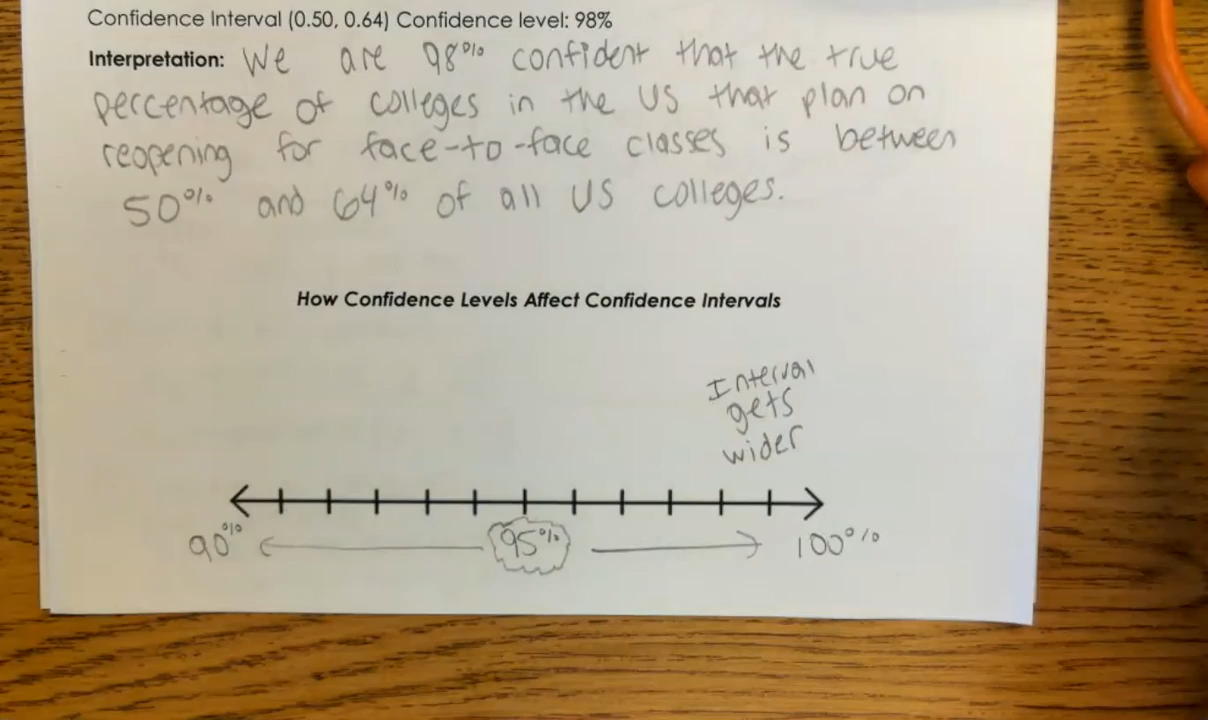 Confidence Interval (0.50, 0.64) Confidence level: 98%
Interpretation: We are 98% confident that the true
percentage of colleges in the US that plan on
reopening for face-to-face classes is between
50% and 64% of all US colleges.
How Confidence Levels Affect Confidence Intervals
Interval
gets
wider
90% 95% 100%